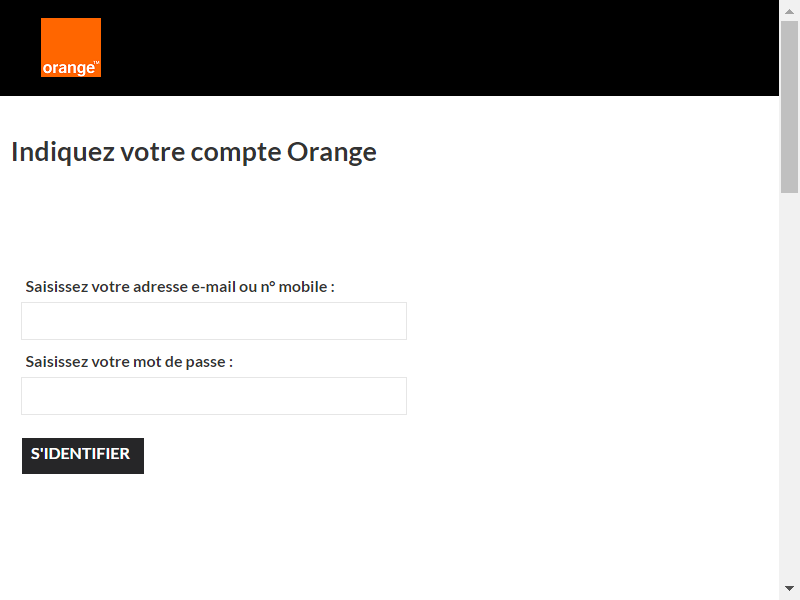 orange™
Indiquez votre compte Orange
Saisissez votre adresse e-mail ou n° mobile :
Saisissez votre mot de passe :
S'IDENTIFIER